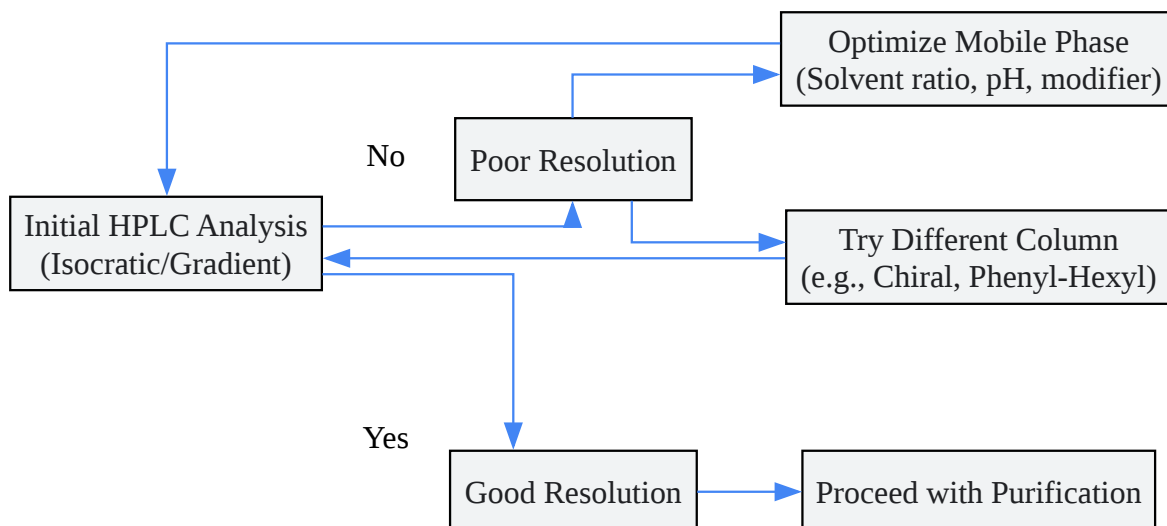 Optimize Mobile Phase
(Solvent ratio, pH, modifier)
No
Poor Resolution
Initial HPLC Analysis
(Isocratic/Gradient)
Try Different Column
(e.g., Chiral, Phenyl-Hexyl)
Yes
Good Resolution
Proceed with Purification